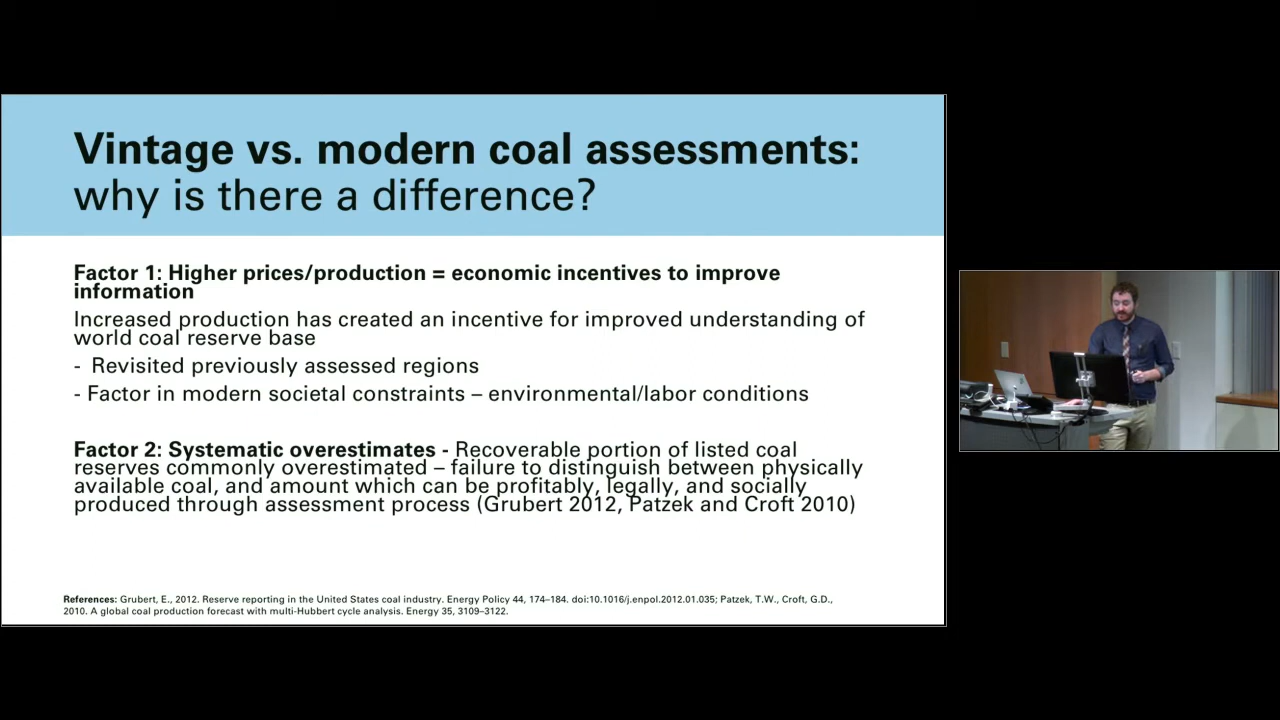 Vintage vs. modern coal assessments:
why is there a difference?
Factor 1: Higher prices/production = economic incentives to improve
information
Increased production has created an incentive for improved understanding of
world coal reserve base
- Revisited previously assessed regions
- Factor in modern societal constraints – environmental/labor conditions
Factor 2: Systematic overestimates - Recoverable portion of listed coal
reserves commonly overestimated – failure to distinguish between physically
available coal, and amount which can be profitably, legally, and socially
produced through assessment process (Grubert 2012, Patzek and Croft 2010)
References: Grubert, E., 2012. Reserve reporting in the United States coal industry. Energy Policy 44, 174–184. doi:10.1016/j.enpol.2012.01.035; Patzek, T.W., Croft, G.D.,
2010. A global coal production forecast with multi-Hubbert cycle analysis. Energy 35, 3109–3122.